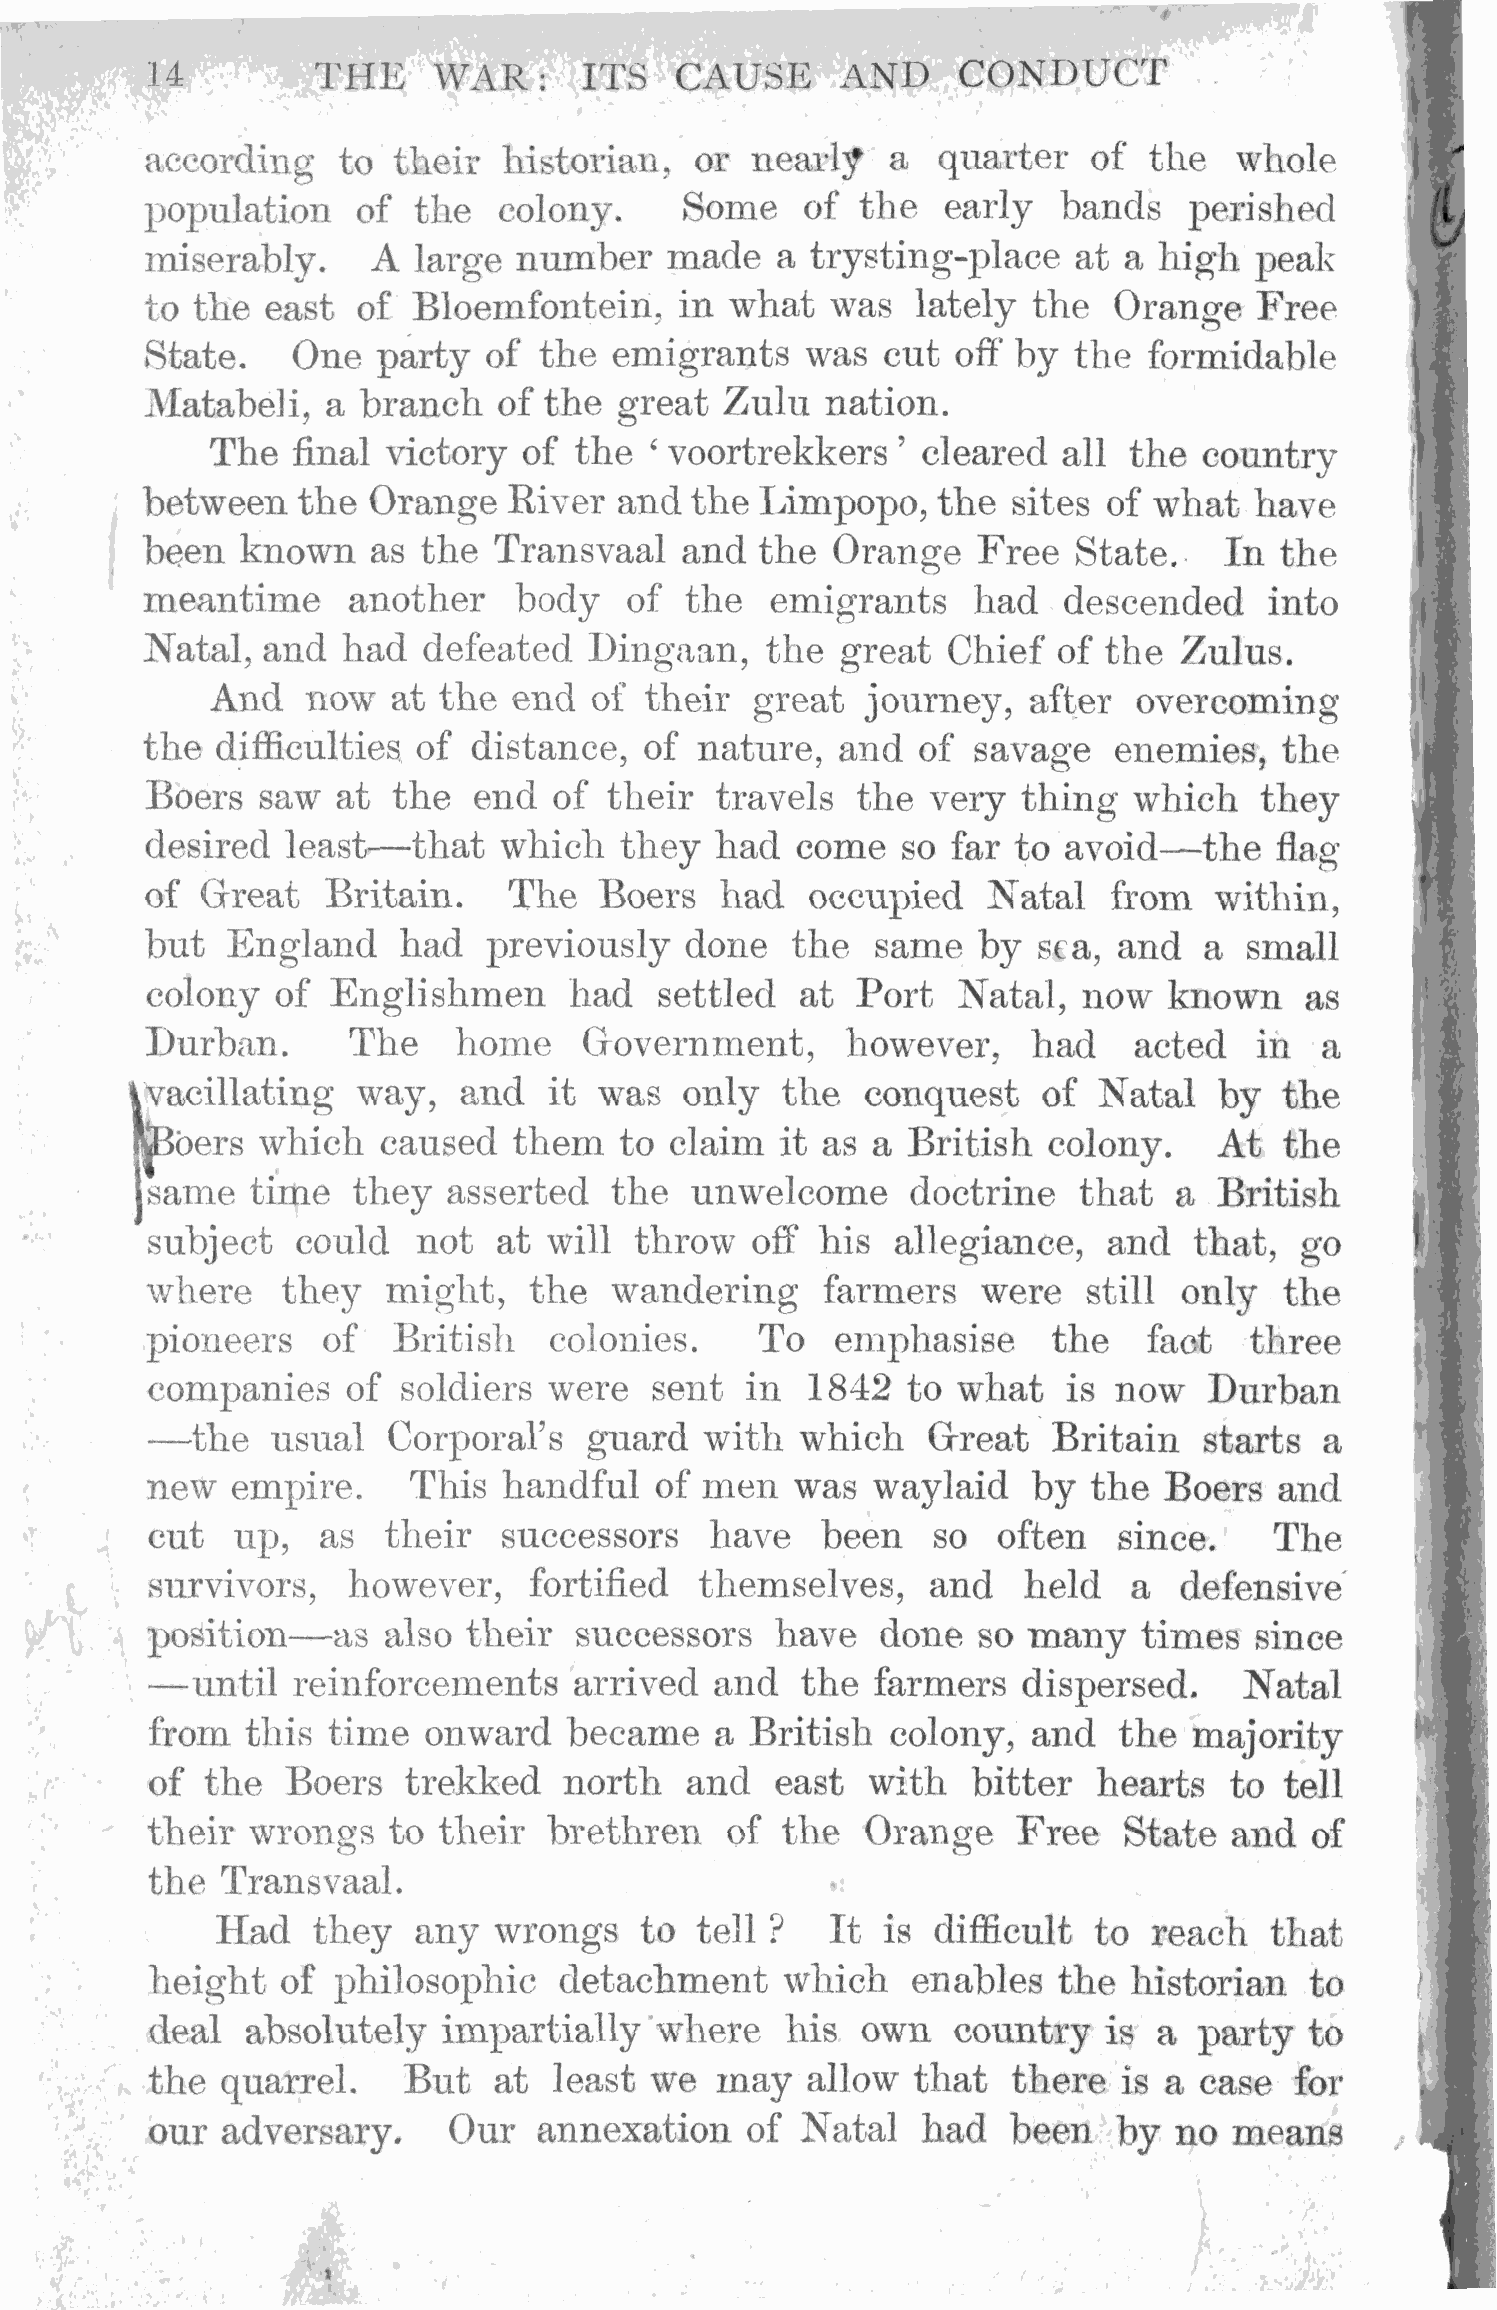 14 THE WAR: ITS CAUSE AND CONDUCT
according to their historian, or nearly a quarter of the whole
population of the colony. Some of the early bands perished
miserably. A large number made a trysting-place at a high peak
to the east of Bloemfontein, in what was lately the Orange Free
State. One party of the emigrants was cut off by the formidable
Matabeli, a branch of the great Zulu nation.
The final victory of the ‘ voortrekkers ’ cleared all the country
between the Orange River and the Limpopo, the sites of what have
been known as the Transvaal and the Orange Free State. In the
meantime another body of the emigrants had descended into
Natal, and had defeated Dingaan, the great Chief of the Zulus.
And now at the end of their great journey, after overcoming
the difficulties of distance, of nature, and of savage enemies, the
Boers saw at the end of their travels the very thing which they
desired least—that which they had come so far to avoid—the flag
of Great Britain. The Boers had occupied Natal from within,
but England had previously done the same by sea, and a small
colony of Englishmen had settled at Port Natal, now known as
Durban. The home Government, however, had acted in a
vacillating way, and it was only the conquest of Natal by the
Boers which caused them to claim it as a British colony. At the
same time they asserted the unwelcome doctrine that a British
subject could not at will throw off his allegiance, and that, go
where they might, the wandering farmers were still only the
pioneers of British colonies. To emphasise the fact three
companies of soldiers were sent in 1842 to what is now Durban
—the usual Corporal’s guard with which Great Britain starts a
new empire. This handful of men was waylaid by the Boers and
cut up, as their successors have been so often since. The
survivors, however, fortified themselves, and held a defensive
position—as also their successors have done so many times since
—until reinforcements arrived and the farmers dispersed. Natal
from this time onward became a British colony, and the majority
of the Boers trekked north and east with bitter hearts to tell
their wrongs to their brethren of the Orange Free State and of
the Transvaal.
Had they any wrongs to tell ? It is difficult to reach that
height of philosophic detachment which enables the historian to
deal absolutely impartially where his own country is a party to
the quarrel. But at least we may allow that there is a case for
our adversary. Our annexation of Natal had been by no means